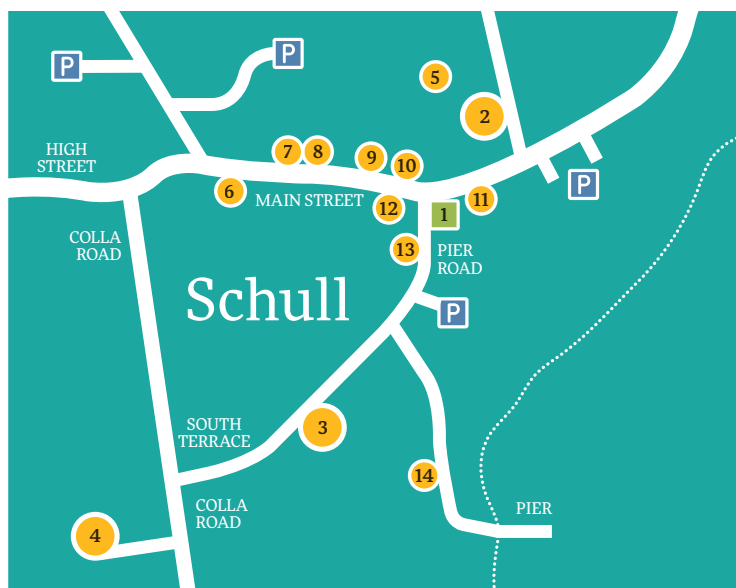 P
P
5
2
HIGH
STREET
7
8
9
10
6
MAIN STREET
12
11
P
1
COLLA
ROAD
13
PIER
ROAD
Schull
P
SOUTH
TERRACE
3
14
COLLA
ROAD
PIER
4